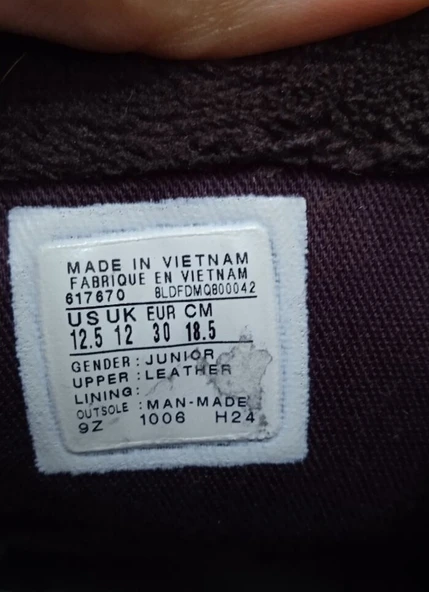 MADE IN VIETNAM
FABRIQUE EN VIETNAM
617670 8LDFDMQ800042
US UK EUR CM
12.5 12 30 18.5
GENDER : JUNIOR
UPPER : LEATHER
LINING :
OUTSOLE : MAN-MADE
9Z 1006 H24